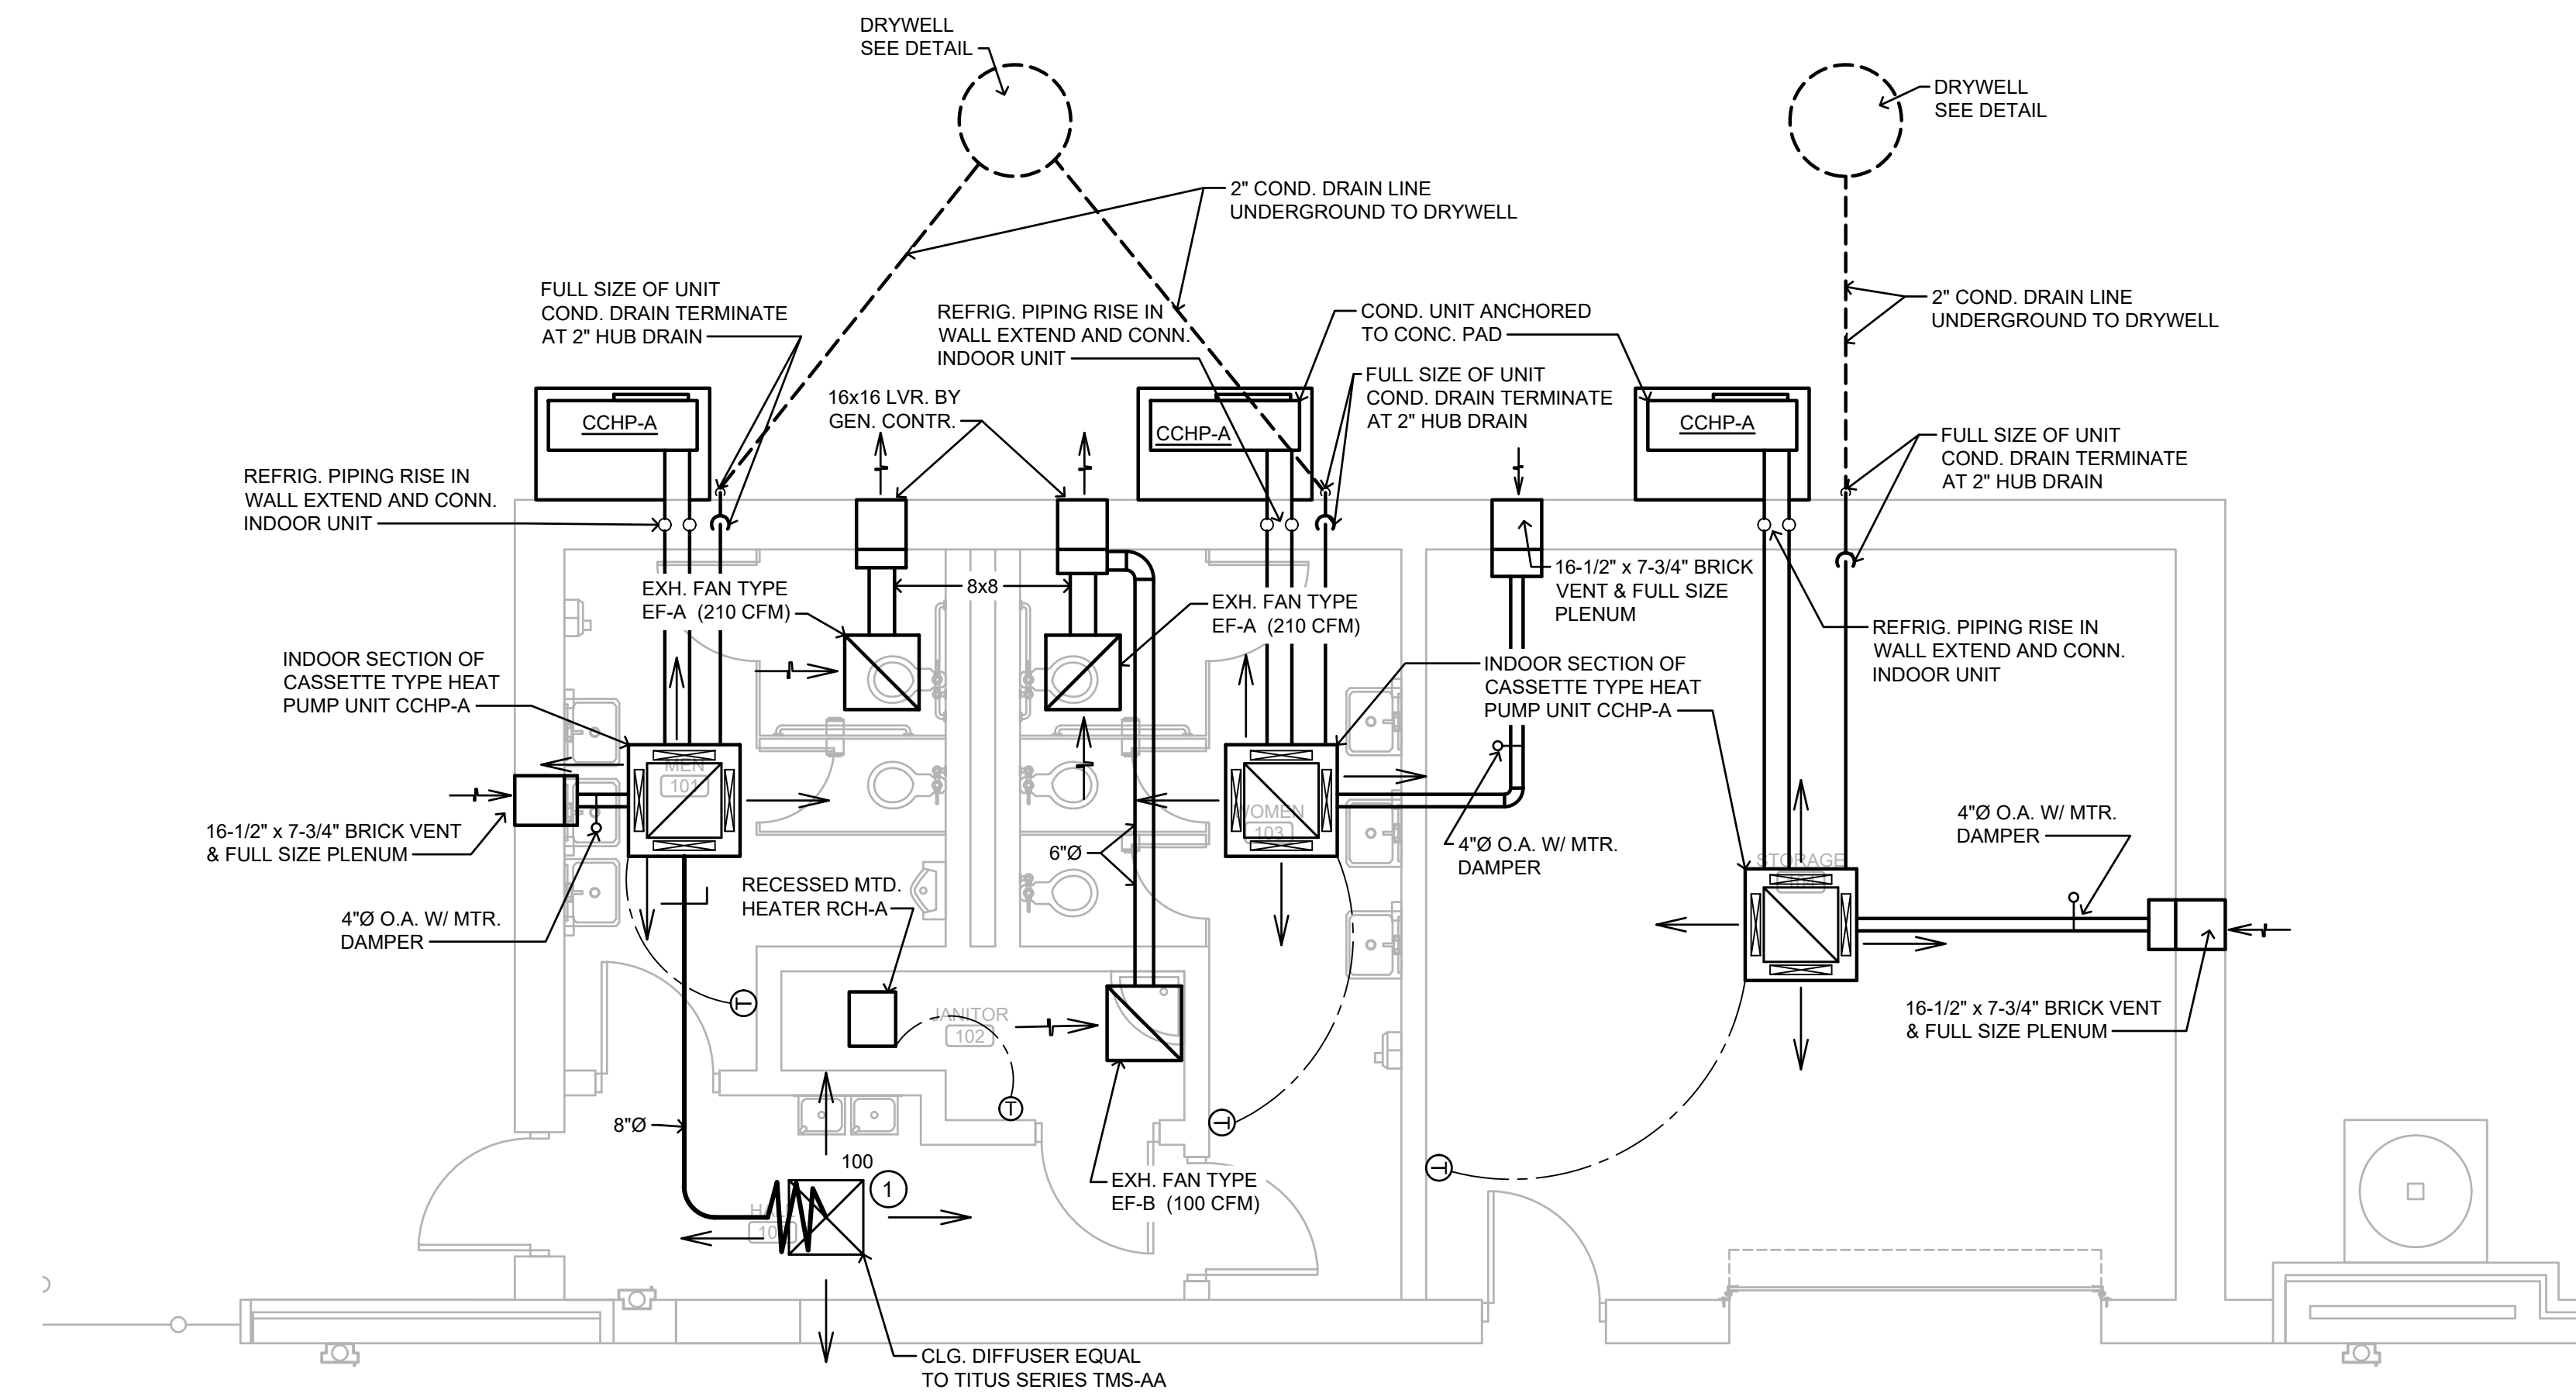 DRYWELL
SEE DETAIL
DRYWELL
SEE DETAIL
2" COND. DRAIN LINE
UNDERGROUND TO DRYWELL
FULL SIZE OF UNIT
COND. DRAIN TERMINATE
AT 2" HUB DRAIN
REFRIG. PIPING RISE IN
WALL EXTEND AND CONN.
INDOOR UNIT
COND. UNIT ANCHORED
TO CONC. PAD
2" COND. DRAIN LINE
UNDERGROUND TO DRYWELL
16x16 LVR. BY
GEN. CONTR.
FULL SIZE OF UNIT
COND. DRAIN TERMINATE
AT 2" HUB DRAIN
CCHP-A
CCHP-A
CCHP-A
FULL SIZE OF UNIT
COND. DRAIN TERMINATE
AT 2" HUB DRAIN
REFRIG. PIPING RISE IN
WALL EXTEND AND CONN.
INDOOR UNIT
EXH. FAN TYPE
EF-A (210 CFM)
8x8
EXH. FAN TYPE
EF-A (210 CFM)
16-1/2" x 7-3/4" BRICK
VENT & FULL SIZE
PLENUM
REFRIG. PIPING RISE IN
WALL EXTEND AND CONN.
INDOOR UNIT
INDOOR SECTION OF
CASSETTE TYPE HEAT
PUMP UNIT CCHP-A
INDOOR SECTION OF
CASSETTE TYPE HEAT
PUMP UNIT CCHP-A
MEN
101
WOMEN
103
16-1/2" x 7-3/4" BRICK VENT
& FULL SIZE PLENUM
6"Ø
4"Ø O.A. W/ MTR.
DAMPER
4"Ø O.A. W/ MTR.
DAMPER
STORAGE
RECESSED MTD.
HEATER RCH-A
4"Ø O.A. W/ MTR.
DAMPER
JANITOR
102
T
16-1/2" x 7-3/4" BRICK VENT
& FULL SIZE PLENUM
T
T
T
8"Ø
100
1
EXH. FAN TYPE
EF-B (100 CFM)
CLG. DIFFUSER EQUAL
TO TITUS SERIES TMS-AA